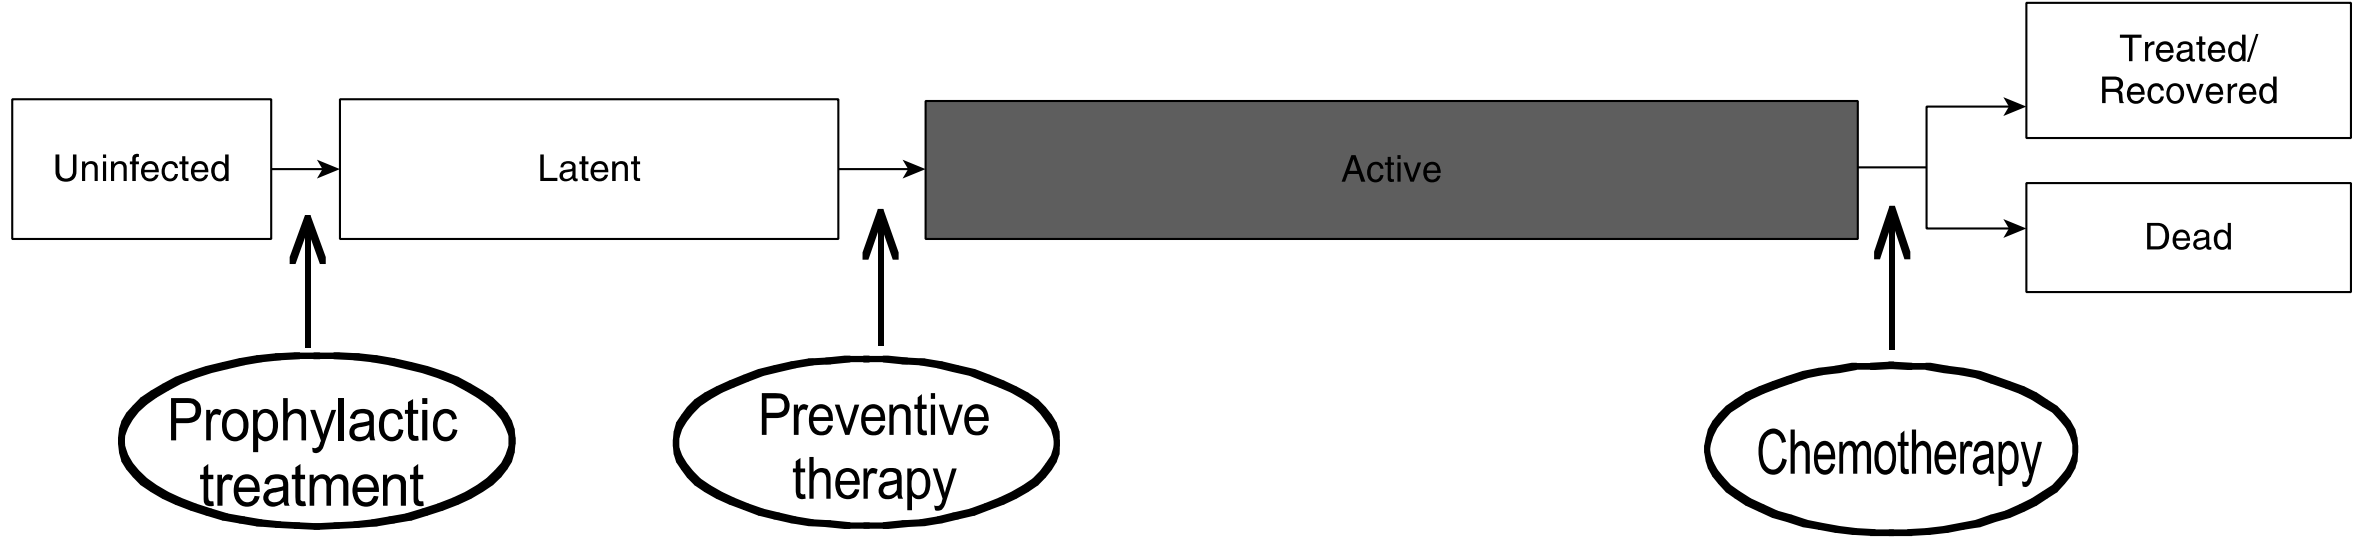 Uninfected
Latent
Active
Treated/
Recovered
Dead
Prophylactic
treatment
Preventive
therapy
Chemotherapy